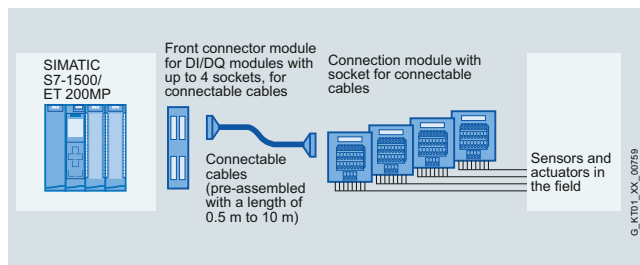 SIMATIC
S7-1500/
ET 200MP
Front connector module
for DI/DQ modules with
up to 4 sockets, for
connectable cables
Connectable
cables
(pre-assembled
with a length of
0.5 m to 10 m)
Connection module with
socket for connectable
cables
Sensors and
actuators in
the field
G_KT01_XX_00759